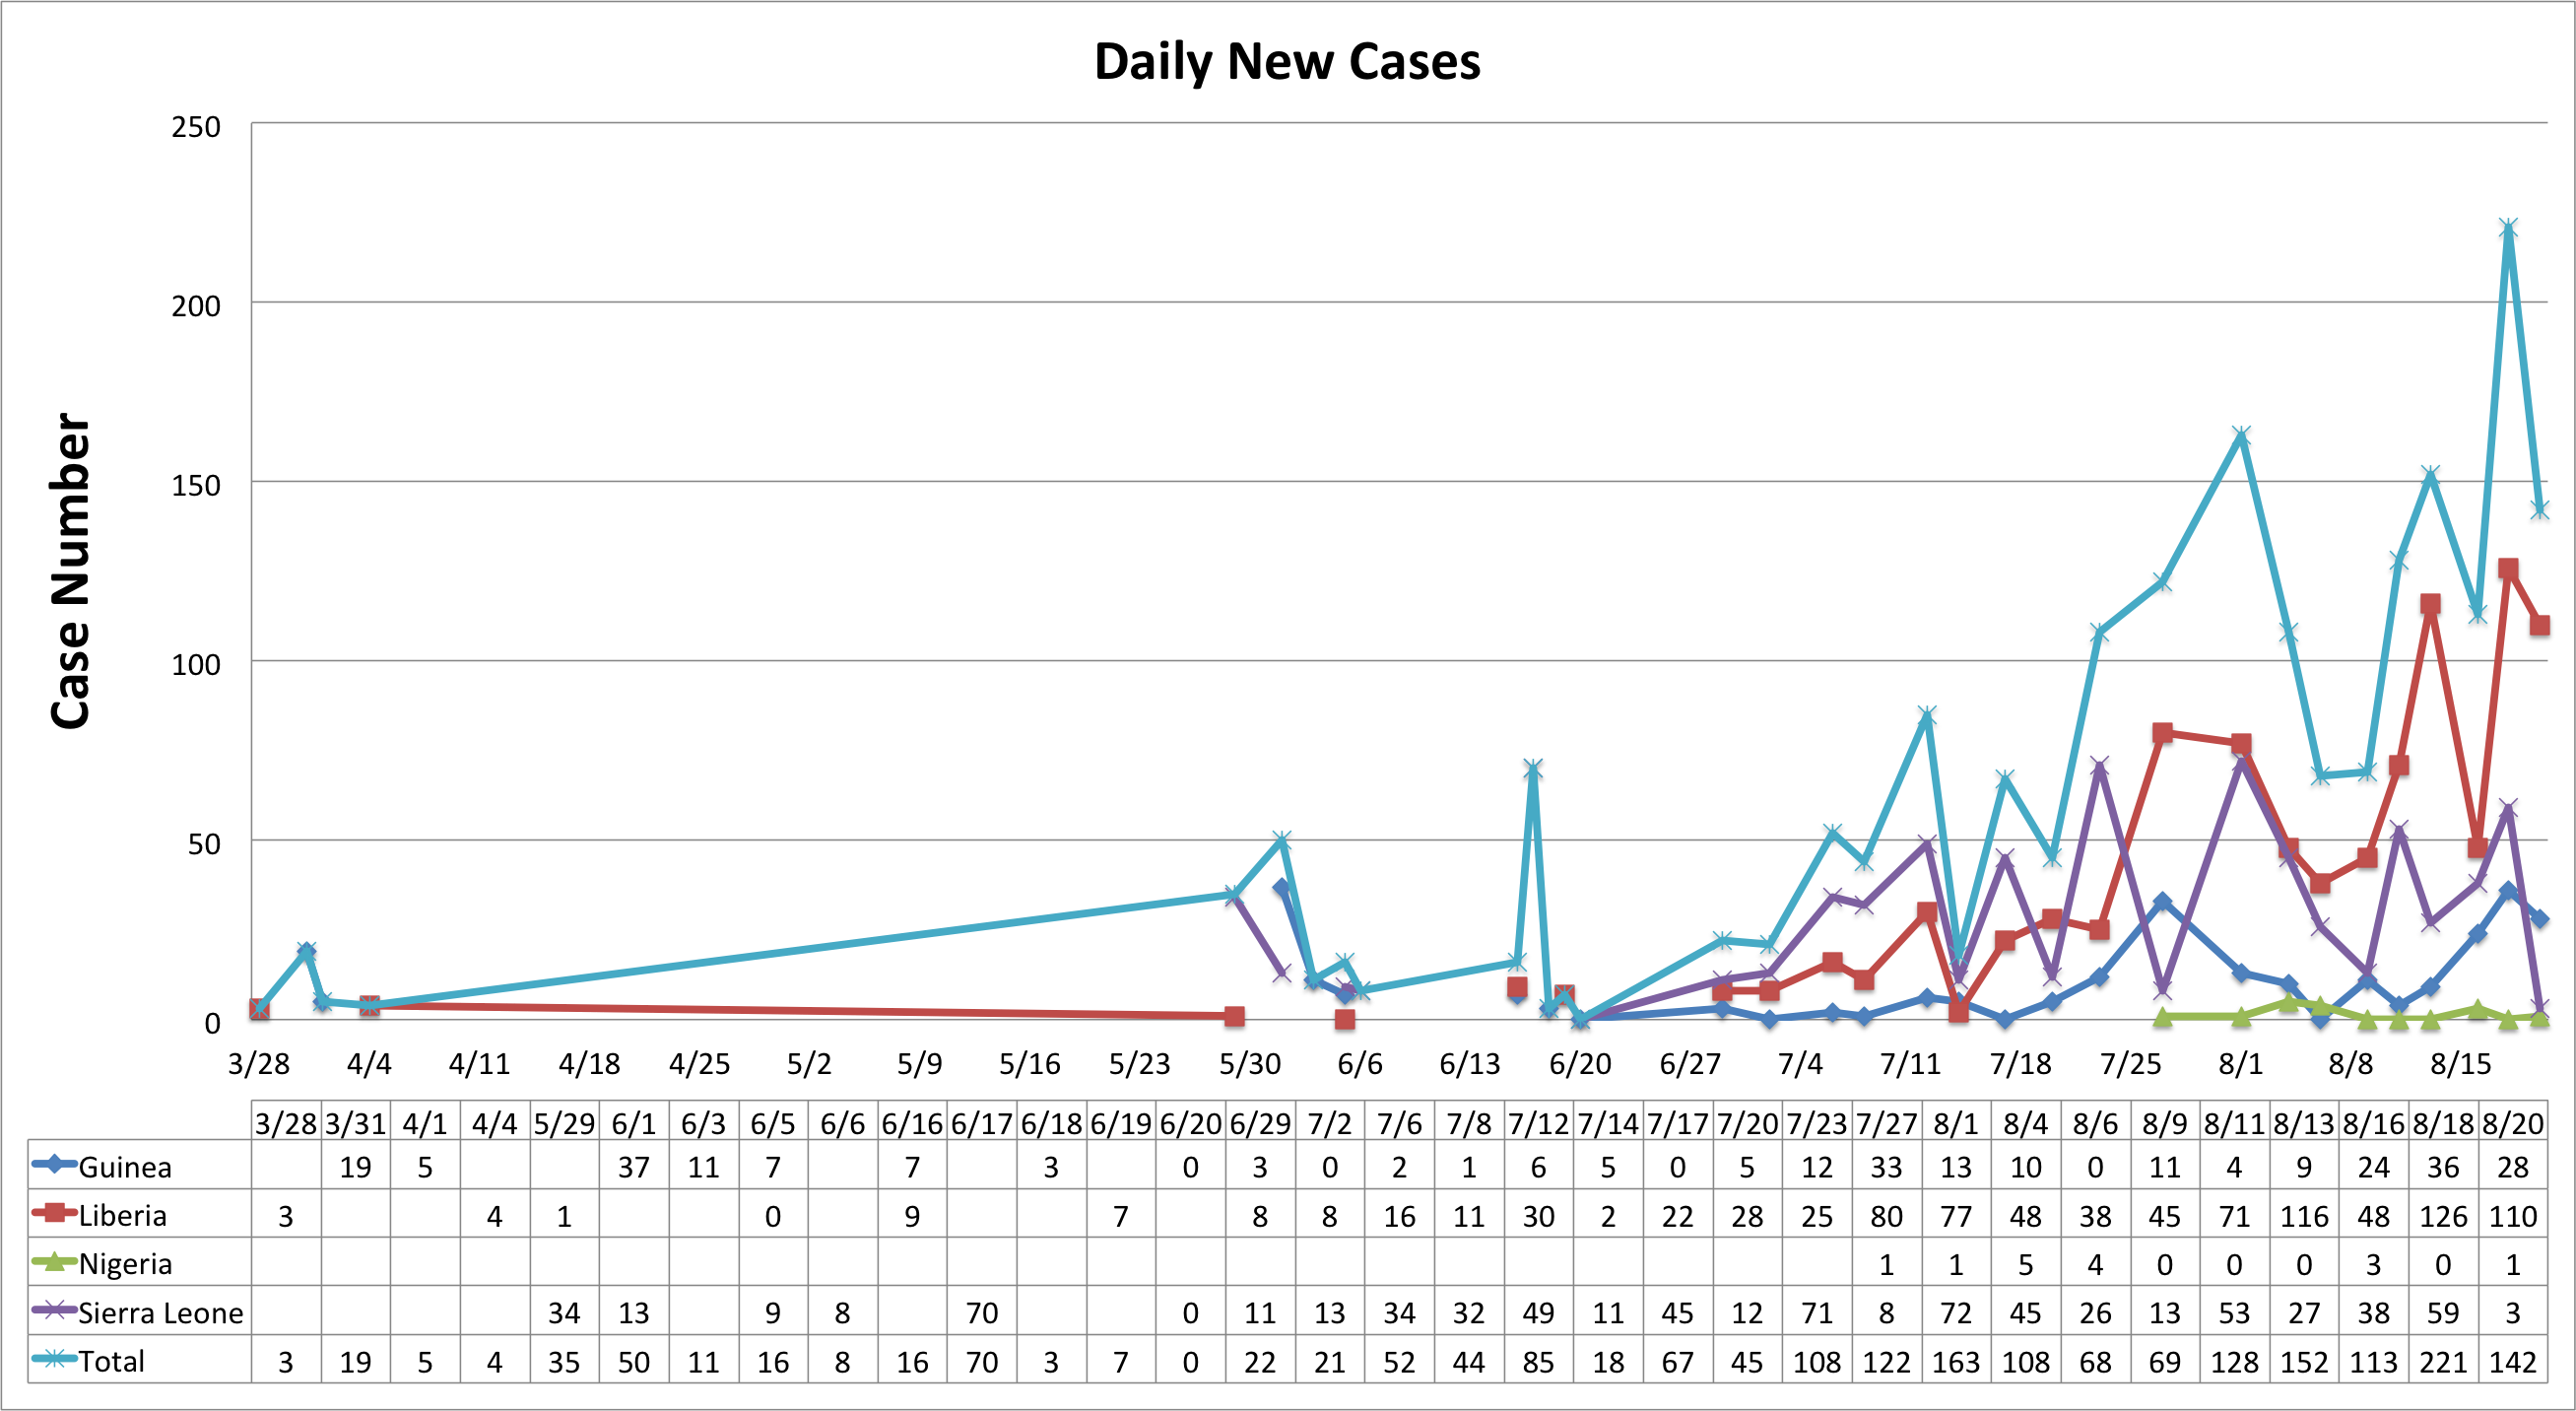 Daily New Cases
Case Number
250
200
150
100
50
0
3/28 4/4 4/11 4/18 4/25 5/2 5/9 5/16 5/23 5/30 6/6 6/13 6/20 6/27 7/4 7/11 7/18 7/25 8/1 8/8 8/15
3/28 3/31 4/1 4/4 5/29 6/1 6/3 6/5 6/6 6/16 6/17 6/18 6/19 6/20 6/29 7/2 7/6 7/8 7/12 7/14 7/17 7/20 7/23 7/27 8/1 8/4 8/6 8/9 8/11 8/13 8/16 8/18 8/20
Guinea 19 5 37 11 7 7 3 0 3 0 2 1 6 5 0 5 12 33 13 10 0 11 4 9 24 36 28
Liberia 3 4 1 0 9 7 8 8 16 11 30 2 22 28 25 80 77 48 38 45 71 116 48 126 110
Nigeria 1 1 5 4 0 0 0 3 0 1
Sierra Leone 34 13 9 8 70 0 11 13 34 32 49 11 45 12 71 8 72 45 26 13 53 27 38 59 3
Total 3 19 5 4 35 50 11 16 8 16 70 3 7 0 22 21 52 44 85 18 67 45 108 122 163 108 68 69 128 152 113 221 142